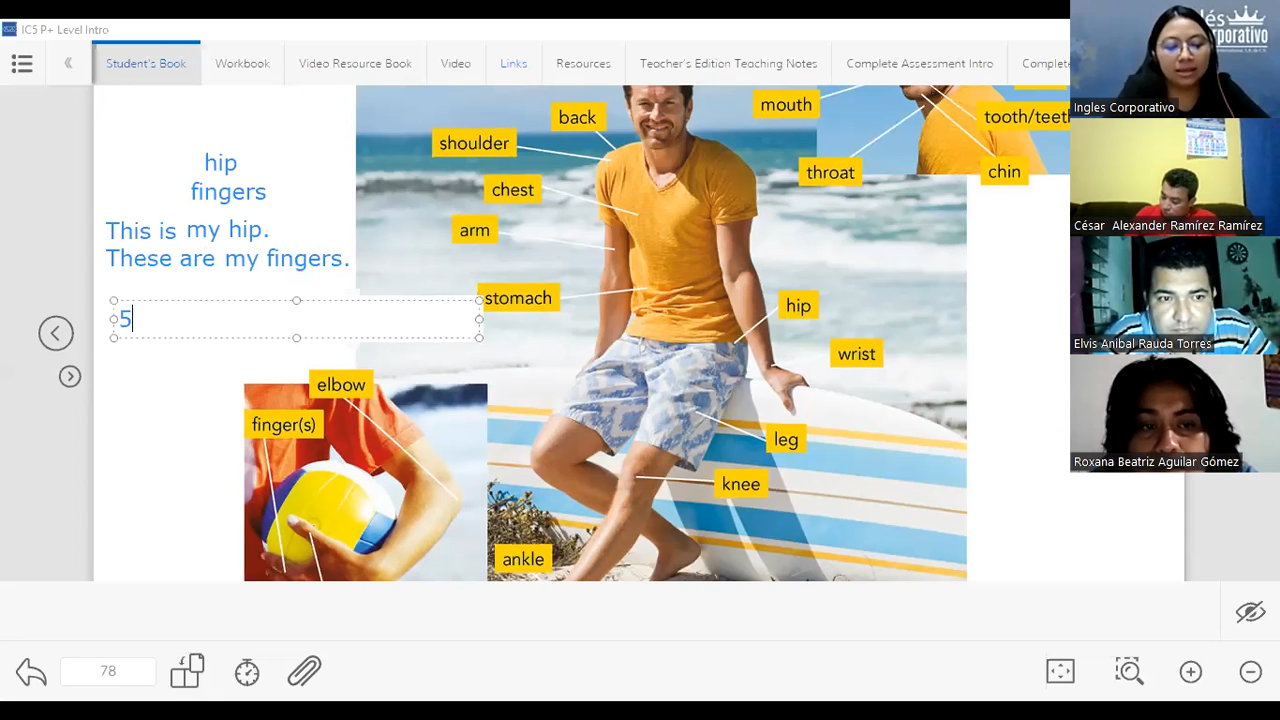 IC5 P+ Level Intro
Student's Book
Workbook
Video Resource Book
Video
Links
Resources
Teacher's Edition Teaching Notes
Complete Assessment Intro
hip
fingers
This is my hip.
These are my fingers.
5
back
shoulder
chest
arm
stomach
mouth
tooth/teeth
throat
chin
hip
wrist
leg
knee
elbow
finger(s)
ankle
78
Ingles Corporativo
César Alexander Ramírez Ramírez
Elvis Anibal Rauda Torres
Roxana Beatriz Aguilar Gómez